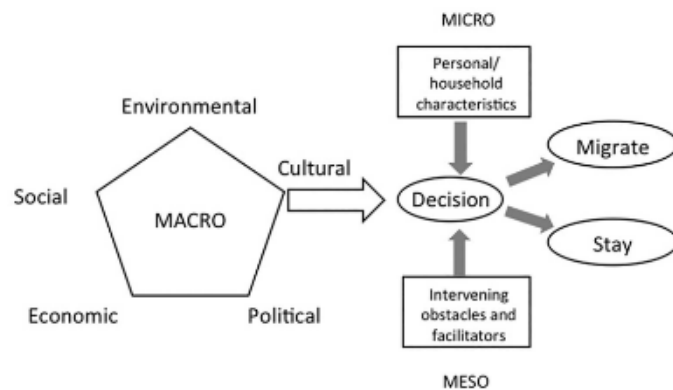 MICRO
Personal/
household
characteristics
Environmental
Cultural
Migrate
Social
MACRO
Decision
Stay
Economic
Political
Intervening
obstacles and
facilitators
MESO